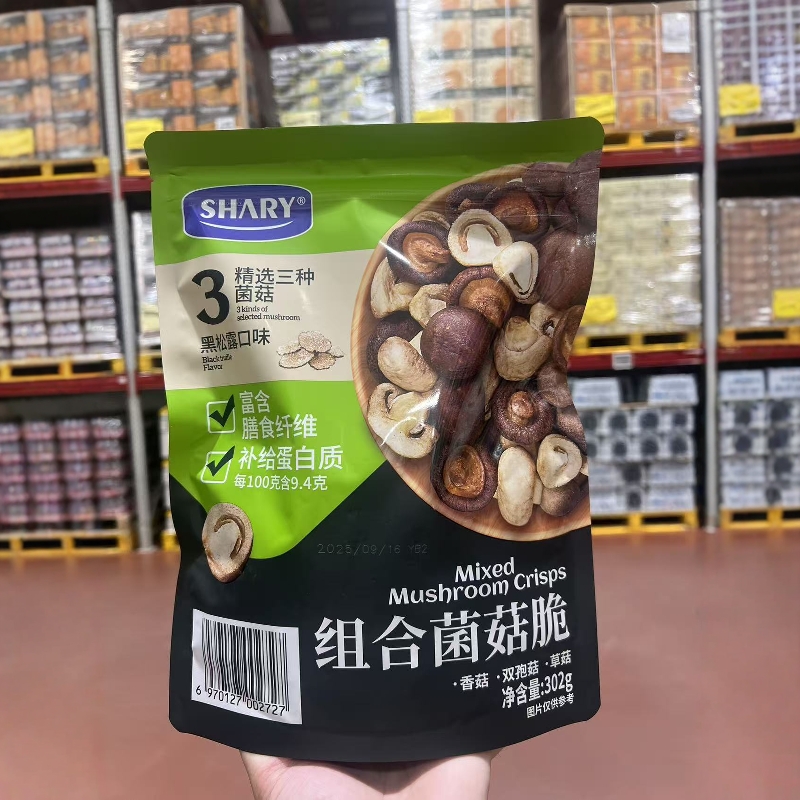 SHARY®
3
精选三种
菌菇
3 kinds of
selected mushroom
黑松露口味
Black truffle
Flavor
富含
膳食纤维
补给蛋白质
每100克含9.4克
2025/09/16 YB2
Mixed
Mushroom Crisps
组合菌菇脆
·香菇 ·双孢菇 ·草菇
净含量:302g
图片仅供参考
6 970127 002727